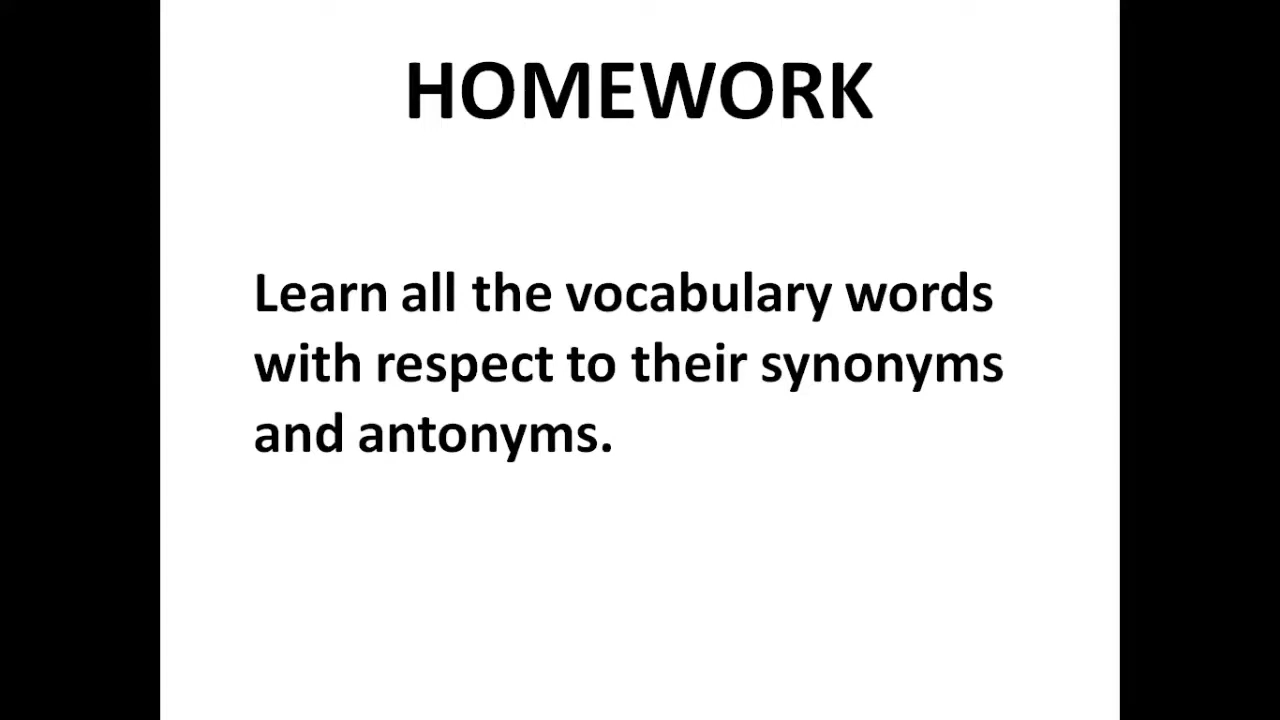 HOMEWORK
Learn all the vocabulary words
with respect to their synonyms
and antonyms.